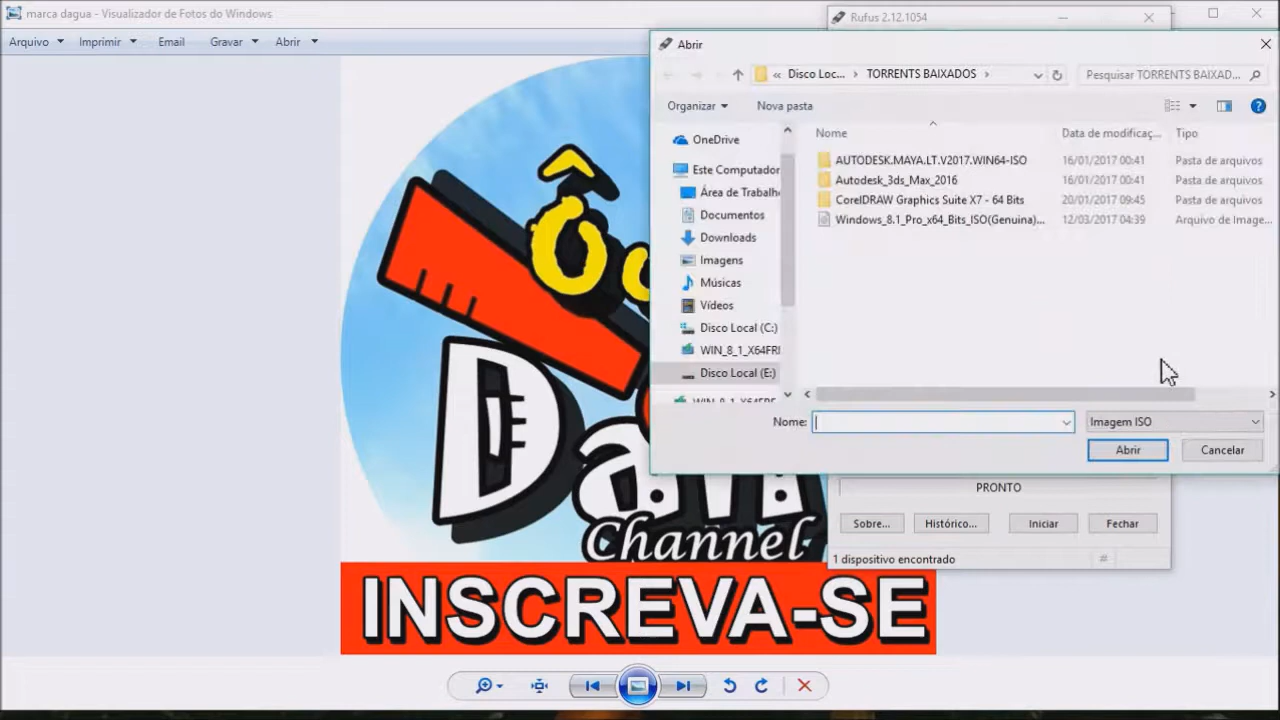 marca dagua - Visualizador de Fotos do Windows
Arquivo Imprimir Email Gravar Abrir
Rufus 2.12.1054
Abrir
« Disco Loc... › TORRENTS BAIXADOS ›
Pesquisar TORRENTS BAIXAD...
Organizar Nova pasta
OneDrive
Este Computador
Área de Trabalh
Documentos
Downloads
Imagens
Músicas
Vídeos
Disco Local (C:)
WIN_8_1_X64FRI
Disco Local (E:)
Nome Data de modificaç... Tipo
AUTODESK.MAYA.LT.V2017.WIN64-ISO 16/01/2017 00:41 Pasta de arquivos
Autodesk_3ds_Max_2016 16/01/2017 00:41 Pasta de arquivos
CorelDRAW Graphics Suite X7 - 64 Bits 20/01/2017 09:45 Pasta de arquivos
Windows_8.1_Pro_x64_Bits_ISO(Genuina)... 12/03/2017 04:39 Arquivo de Image...
Nome:
Imagem ISO
Abrir Cancelar
PRONTO
Sobre... Histórico... Iniciar Fechar
1 dispositivo encontrado #
Channel
INSCREVA-SE